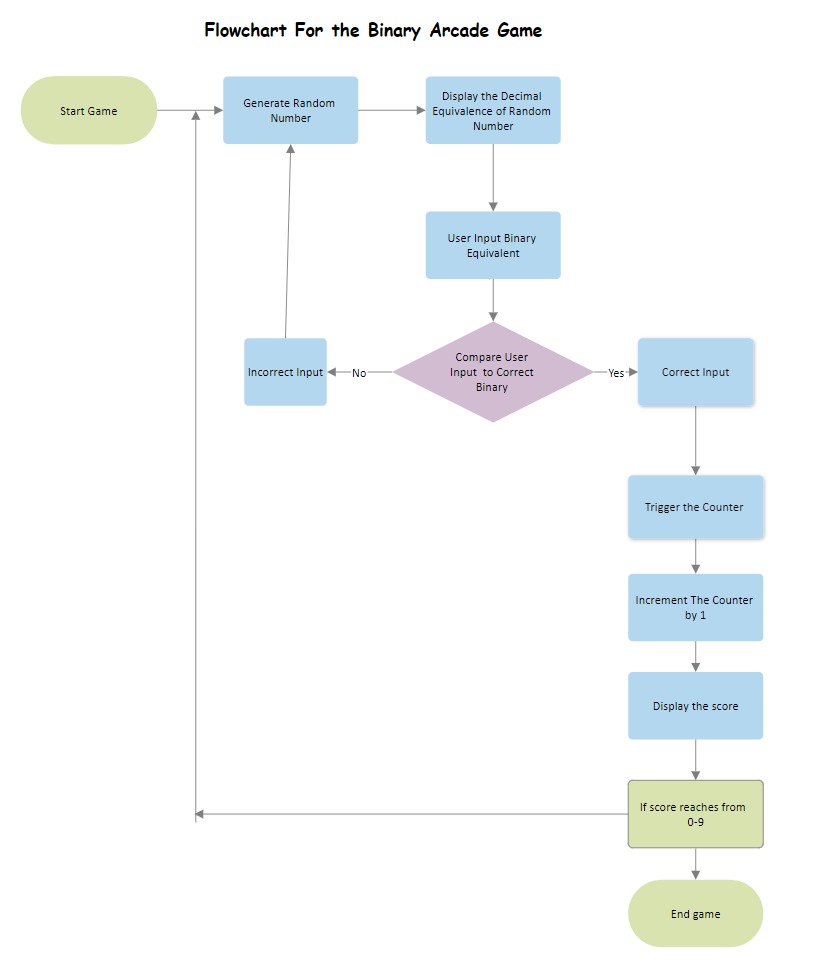 Flowchart For the Binary Arcade Game
Start Game
Generate Random
Number
Display the Decimal
Equivalence of Random
Number
User Input Binary
Equivalent
Compare User
Input to Correct
Binary
No
Incorrect Input
Yes
Correct Input
Trigger the Counter
Increment The Counter
by 1
Display the score
If score reaches from
0-9
End game